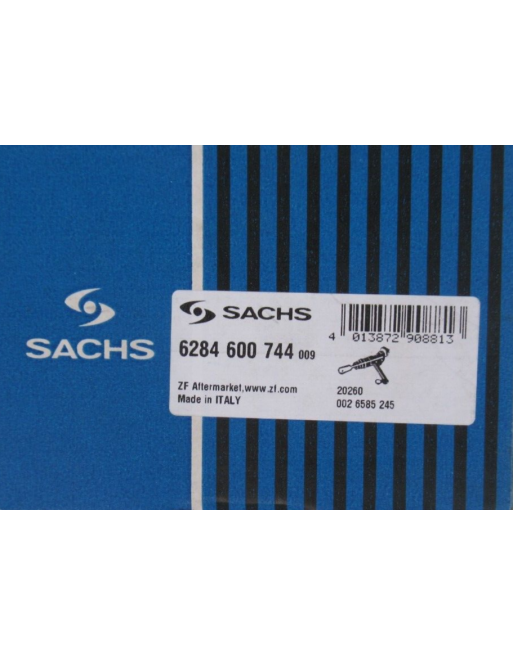 SACHS
SACHS
4 013872 908813
6284 600 744 009
ZF Aftermarket,www.zf.com
Made in ITALY
20260
002 6585 245